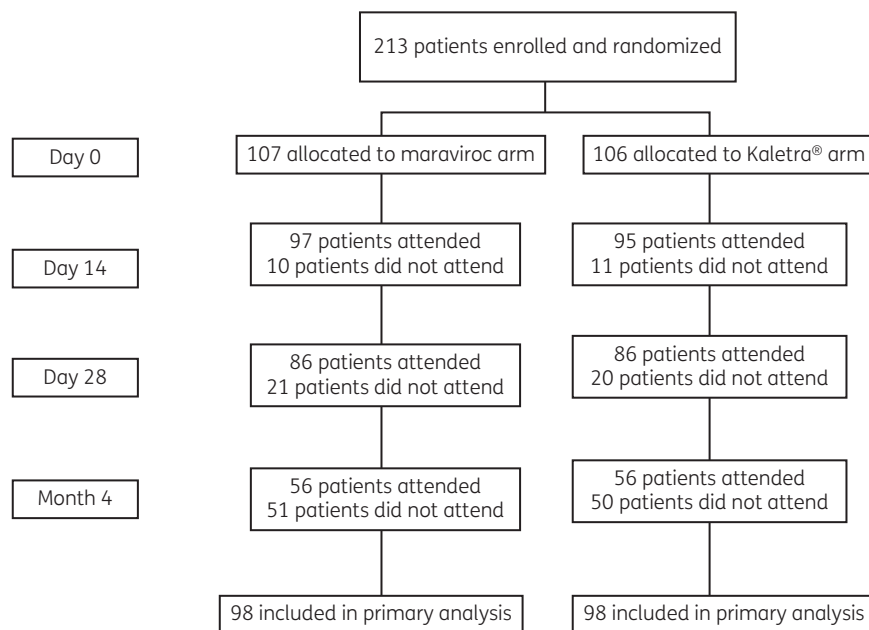 213 patients enrolled and randomized
Day 0
107 allocated to maraviroc arm
106 allocated to Kaletra® arm
Day 14
97 patients attended
10 patients did not attend
95 patients attended
11 patients did not attend
Day 28
86 patients attended
21 patients did not attend
86 patients attended
20 patients did not attend
Month 4
56 patients attended
51 patients did not attend
56 patients attended
50 patients did not attend
98 included in primary analysis
98 included in primary analysis